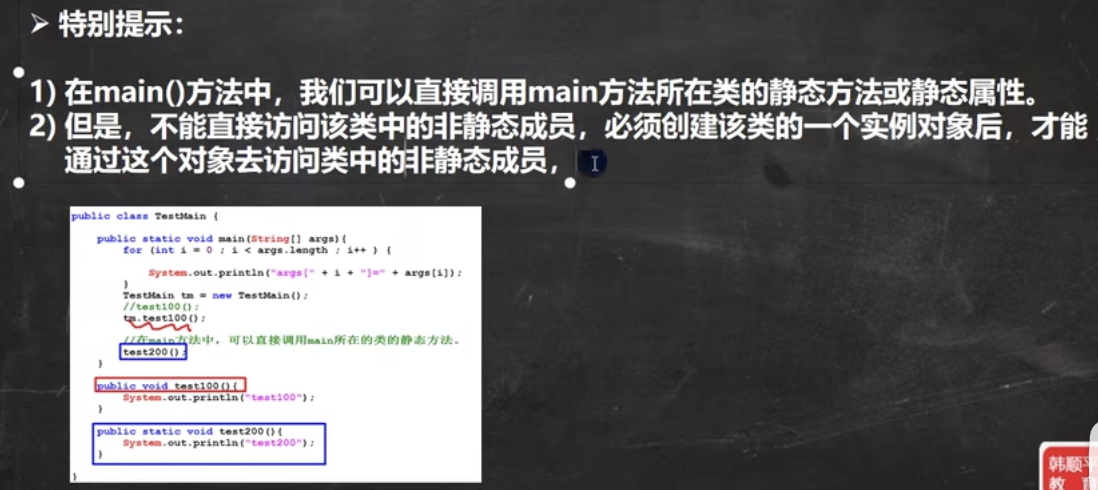 ➢ 特别提示：
1) 在main()方法中，我们可以直接调用main方法所在类的静态方法或静态属性。
2) 但是，不能直接访问该类中的非静态成员，必须创建该类的一个实例对象后，才能
通过这个对象去访问类中的非静态成员，
public class TestMain {
public static void main(String[] args){
for (int i = 0 ; i < args.length ; i++ ) {
System.out.println("args[" + i + "]=" + args[i]);
}
TestMain tm = new TestMain();
//test100();
tm.test100();
//在main方法中，可以直接调用main所在的类的静态方法。
test200();
}
public void test100(){
System.out.println("test100");
}
public static void test200(){
System.out.println("test200");
}
}
韩顺平
教 育